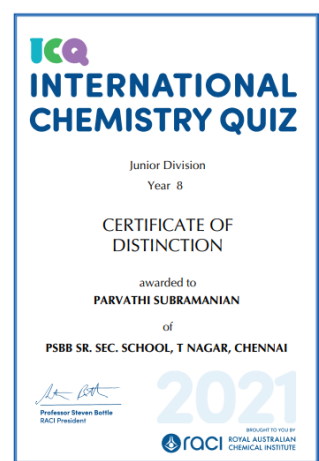 ICQ
INTERNATIONAL
CHEMISTRY QUIZ
Junior Division
Year 8
CERTIFICATE OF
DISTINCTION
awarded to
PARVATHI SUBRAMANIAN
of
PSBB SR. SEC. SCHOOL, T NAGAR, CHENNAI
Professor Steven Bottle
RACI President
2021
BROUGHT TO YOU BY
raci ROYAL AUSTRALIAN
CHEMICAL INSTITUTE